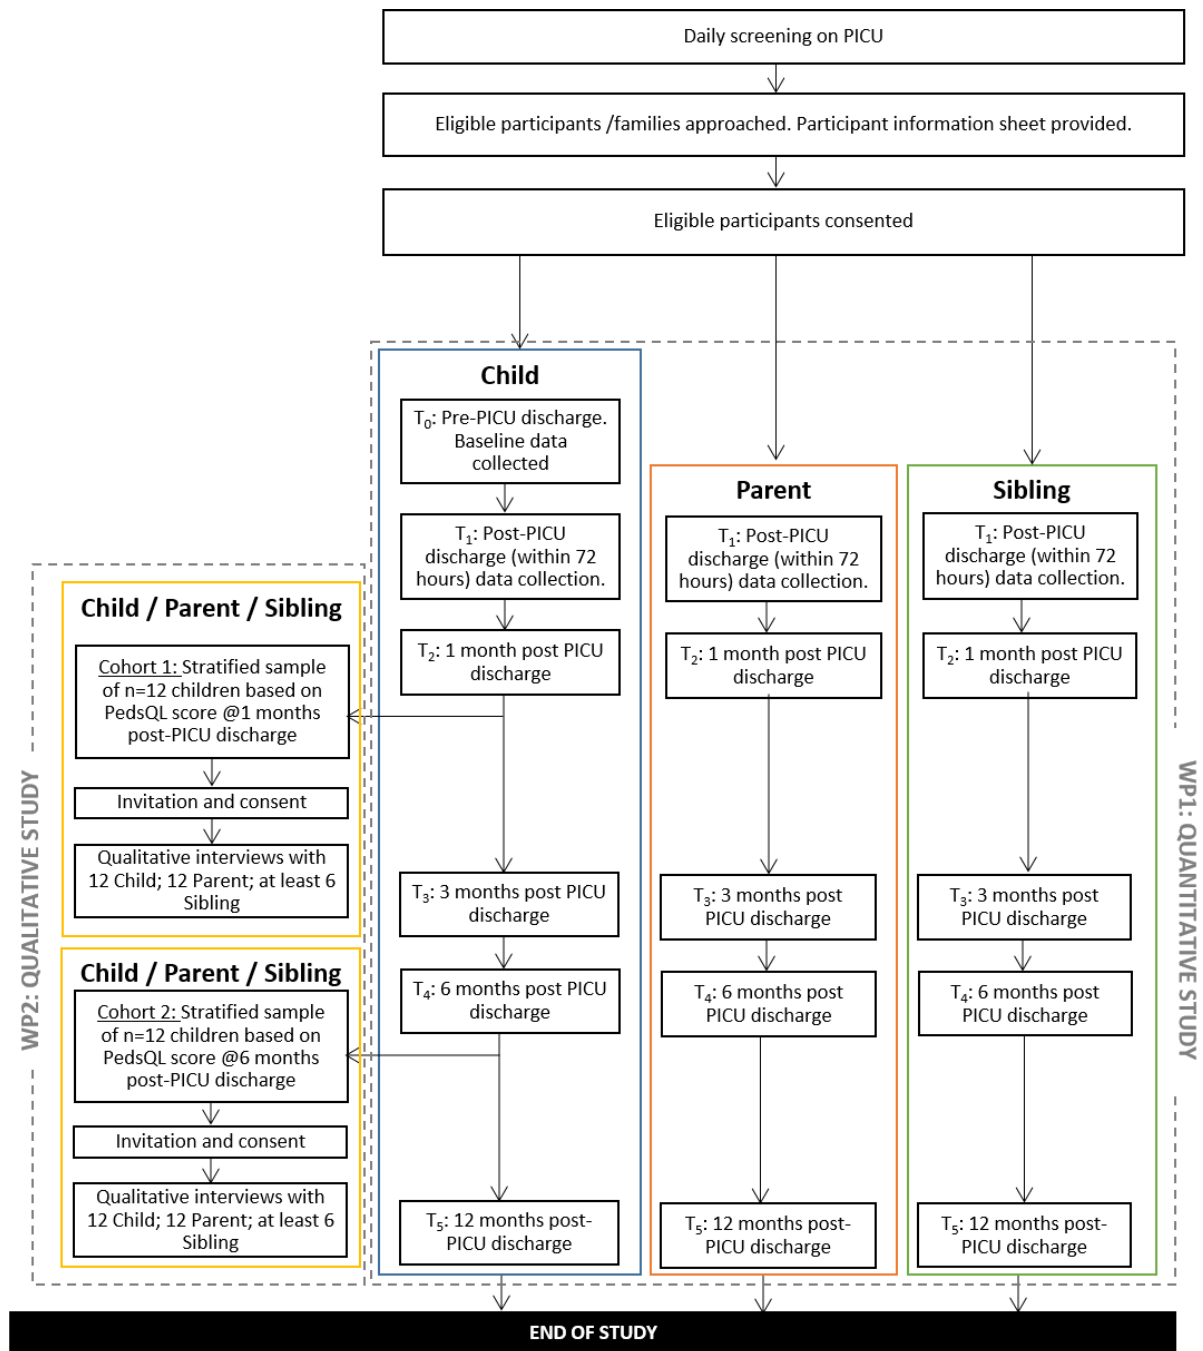 Daily screening on PICU
Eligible participants /families approached. Participant information sheet provided.
Eligible participants consented
Child
T₀: Pre-PICU discharge.
Baseline data
collected
T₁: Post-PICU
discharge (within 72
hours) data collection.
T₂: 1 month post PICU
discharge
T₃: 3 months post PICU
discharge
T₄: 6 months post PICU
discharge
T₅: 12 months post-
PICU discharge
Parent
T₁: Post-PICU
discharge (within 72
hours) data collection.
T₂: 1 month post PICU
discharge
T₃: 3 months post
PICU discharge
T₄: 6 months post
PICU discharge
T₅: 12 months post-
PICU discharge
Sibling
T₁: Post-PICU
discharge (within 72
hours) data collection.
T₂: 1 month post PICU
discharge
T₃: 3 months post
PICU discharge
T₄: 6 months post
PICU discharge
T₅: 12 months post-
PICU discharge
WP1: QUANTITATIVE STUDY
WP2: QUALITATIVE STUDY
Child / Parent / Sibling
Cohort 1: Stratified sample
of n=12 children based on
PedsQL score @1 months
post-PICU discharge
Invitation and consent
Qualitative interviews with
12 Child; 12 Parent; at least 6
Sibling
Child / Parent / Sibling
Cohort 2: Stratified sample
of n=12 children based on
PedsQL score @6 months
post-PICU discharge
Invitation and consent
Qualitative interviews with
12 Child; 12 Parent; at least 6
Sibling
END OF STUDY